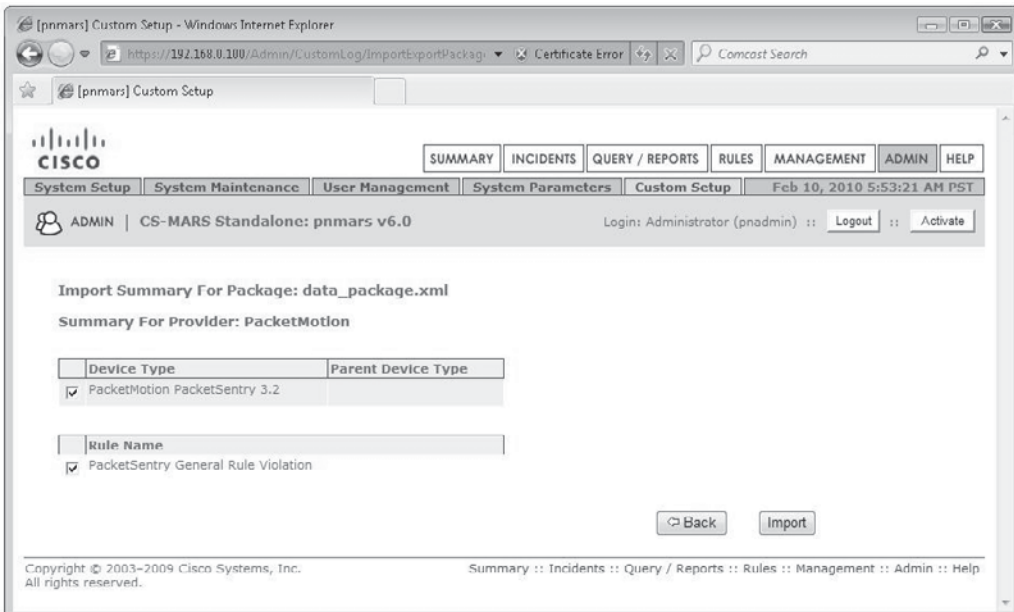 [pnmars] Custom Setup - Windows Internet Explorer
https://192.168.0.100/Admin/CustomLog/ImportExportPackag Certificate Error Comcast Search
[pnmars] Custom Setup
CISCO
SUMMARY INCIDENTS QUERY / REPORTS RULES MANAGEMENT ADMIN HELP
System Setup System Maintenance User Management System Parameters Custom Setup Feb 10, 2010 5:53:21 AM PST
ADMIN | CS-MARS Standalone: pnmars v6.0 Login: Administrator (pnadmin) :: Logout :: Activate
Import Summary For Package: data_package.xml
Summary For Provider: PacketMotion
Device Type Parent Device Type
PacketMotion PacketSentry 3.2
Rule Name
PacketSentry General Rule Violation
Back Import
Copyright © 2003-2009 Cisco Systems, Inc. Summary :: Incidents :: Query / Reports :: Rules :: Management :: Admin :: Help
All rights reserved.